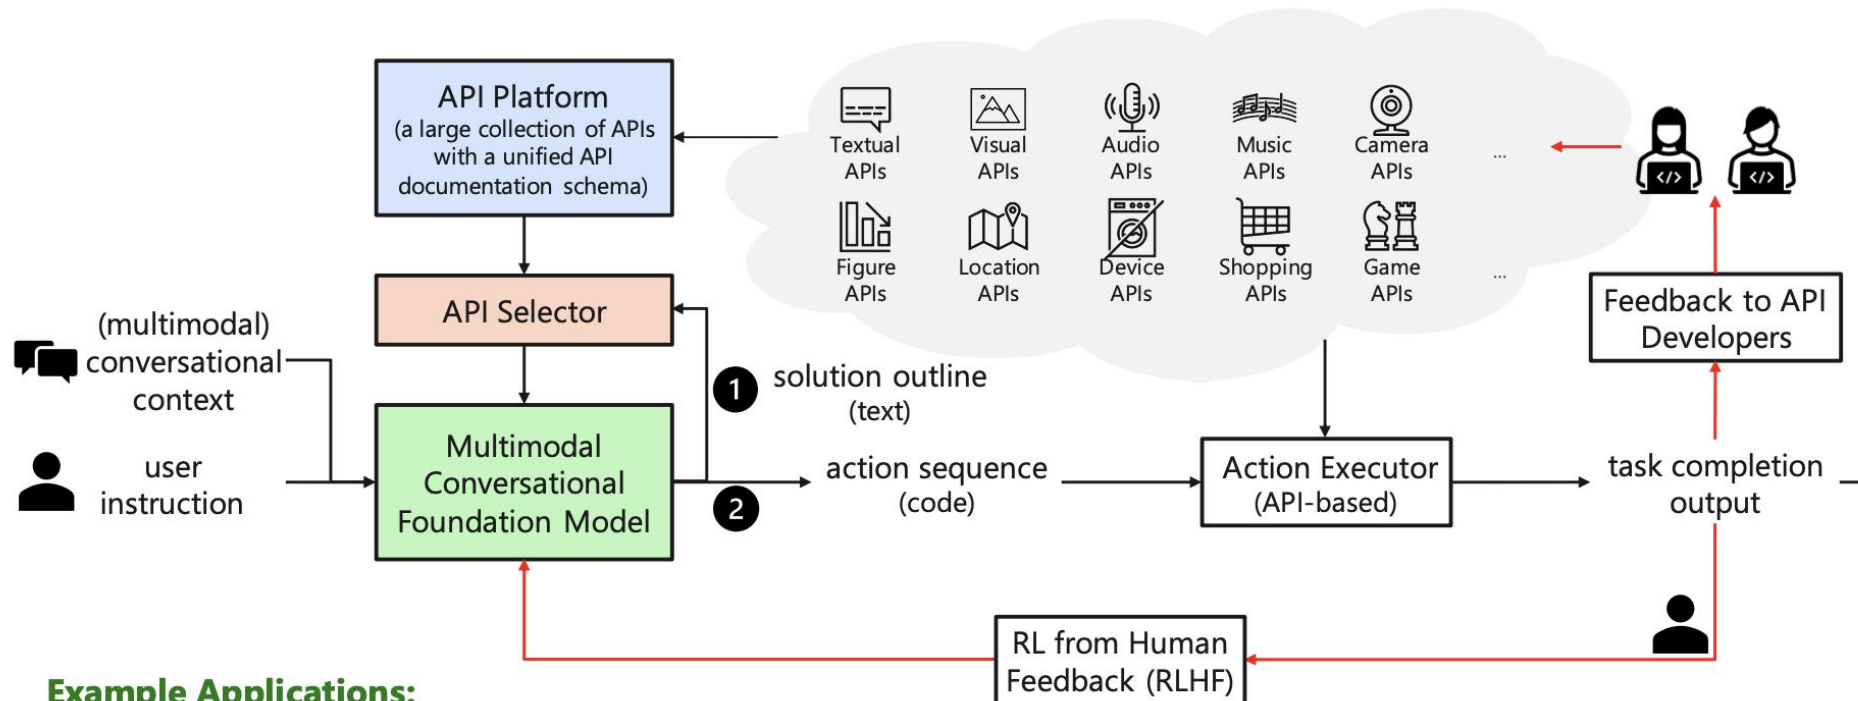 API Platform
(a large collection of APIs
with a unified API
documentation schema)
Textual
APIs
Visual
APIs
Audio
APIs
Music
APIs
Camera
APIs
...
</>
</>
Figure
APIs
Location
APIs
Device
APIs
Shopping
APIs
Game
APIs
...
API Selector
Feedback to API
Developers
(multimodal)
conversational
context
1
solution outline
(text)
user
instruction
Multimodal
Conversational
Foundation Model
2
action sequence
(code)
Action Executor
(API-based)
task completion
output
RL from Human
Feedback (RLHF)
Example Applications: